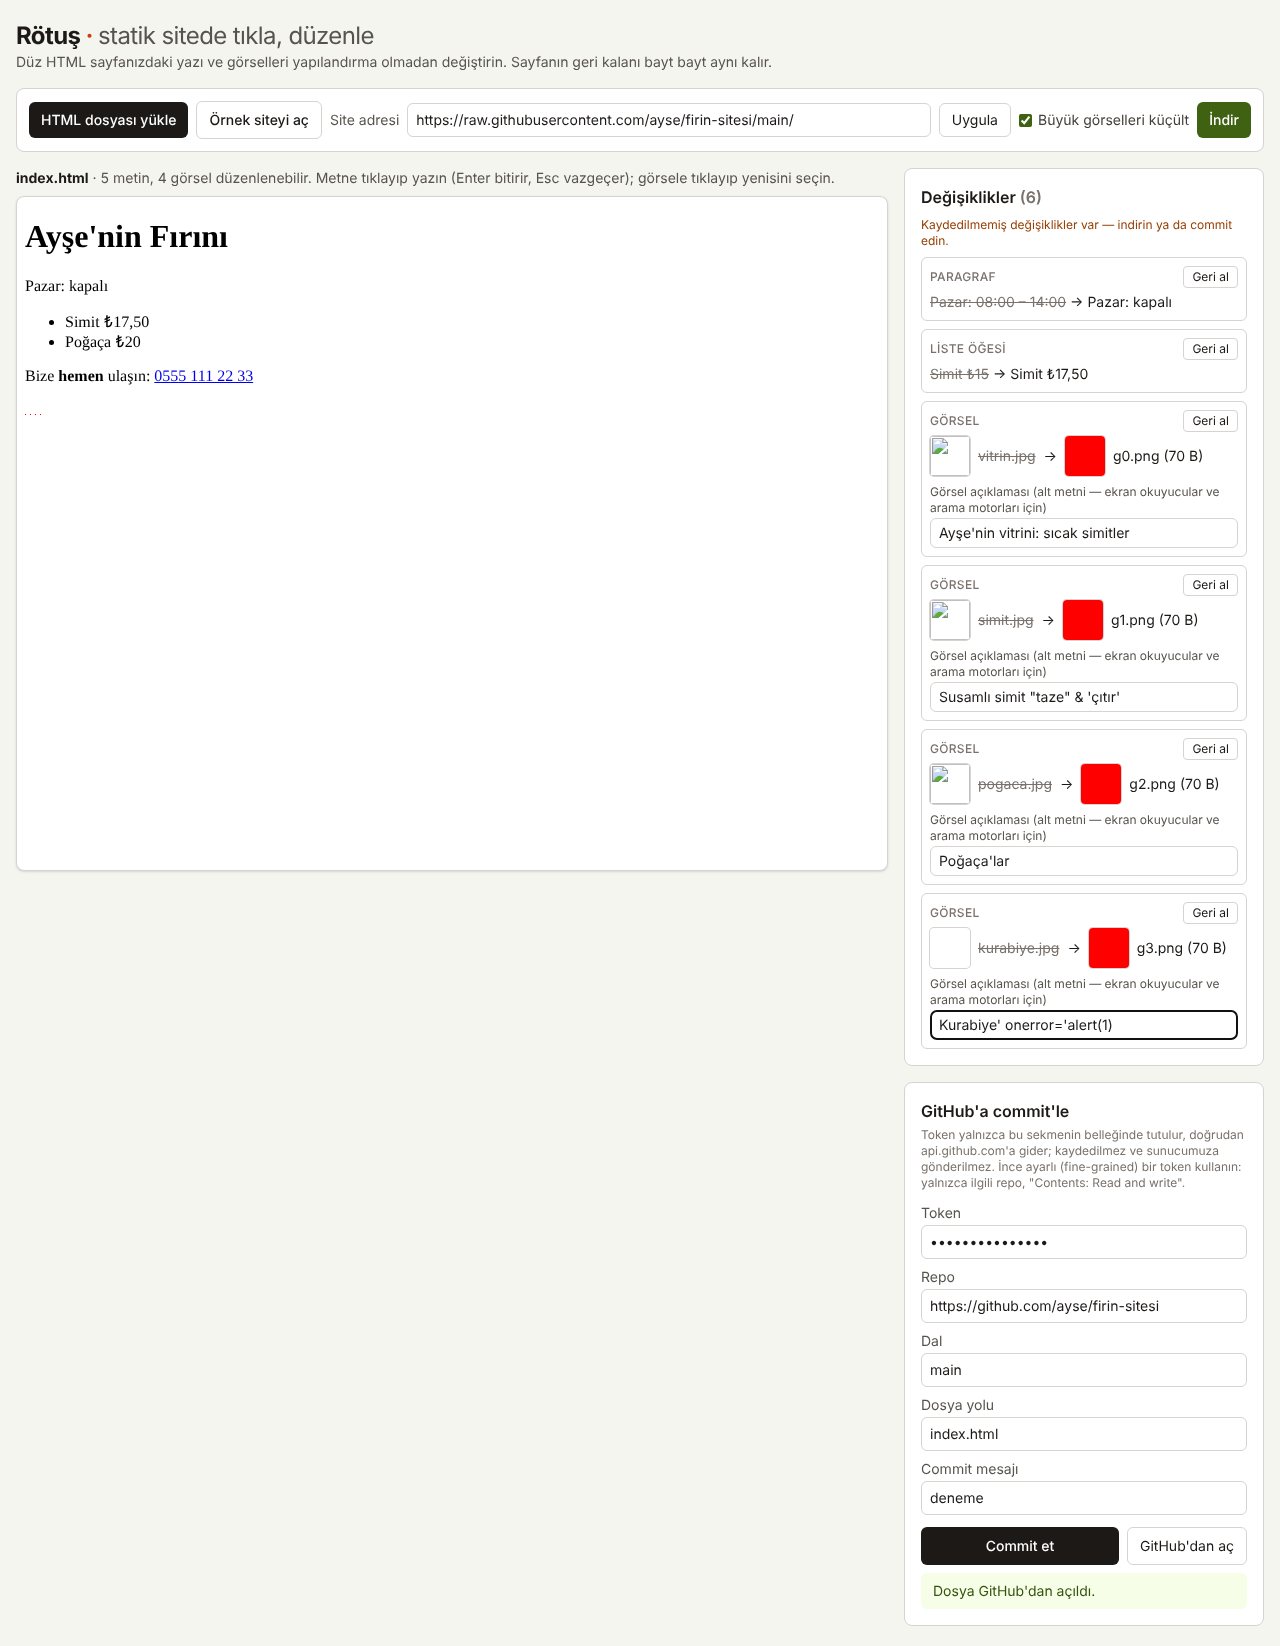 Rötuş · statik sitede tıkla, düzenle
Düz HTML sayfanızdaki yazı ve görselleri yapılandırma olmadan değiştirin. Sayfanın geri kalanı bayt bayt aynı kalır.
HTML dosyası yükle Örnek siteyi aç Site adresi https://raw.githubusercontent.com/ayse/firin-sitesi/main/ Uygula Büyük görselleri küçült İndir
index.html · 5 metin, 4 görsel düzenlenebilir. Metne tıklayıp yazın (Enter bitirir, Esc vazgeçer); görsele tıklayıp yenisini seçin.
Ayşe'nin Fırını
Pazar: kapalı
• Simit ₺17,50
• Poğaça ₺20
Bize hemen ulaşın: 0555 111 22 33
Değişiklikler (6)
Kaydedilmemiş değişiklikler var — indirin ya da commit
edin.
PARAGRAF Geri al
Pazar: 08:00 – 14:00 → Pazar: kapalı
LİSTE ÖĞESİ Geri al
Simit ₺15 → Simit ₺17,50
GÖRSEL Geri al
vitrin.jpg → g0.png (70 B)
Görsel açıklaması (alt metni — ekran okuyucular ve
arama motorları için)
Ayşe'nin vitrini: sıcak simitler
GÖRSEL Geri al
simit.jpg → g1.png (70 B)
Görsel açıklaması (alt metni — ekran okuyucular ve
arama motorları için)
Susamlı simit "taze" & 'çıtır'
GÖRSEL Geri al
pogaca.jpg → g2.png (70 B)
Görsel açıklaması (alt metni — ekran okuyucular ve
arama motorları için)
Poğaça'lar
GÖRSEL Geri al
kurabiye.jpg → g3.png (70 B)
Görsel açıklaması (alt metni — ekran okuyucular ve
arama motorları için)
Kurabiye' onerror='alert(1)
GitHub'a commit'le
Token yalnızca bu sekmenin belleğinde tutulur, doğrudan
api.github.com'a gider; kaydedilmez ve sunucumuza
gönderilmez. İnce ayarlı (fine-grained) bir token kullanın:
yalnızca ilgili repo, "Contents: Read and write".
Token
•••••••••••••••
Repo
https://github.com/ayse/firin-sitesi
Dal
main
Dosya yolu
index.html
Commit mesajı
deneme
Commit et GitHub'dan aç
Dosya GitHub'dan açıldı.